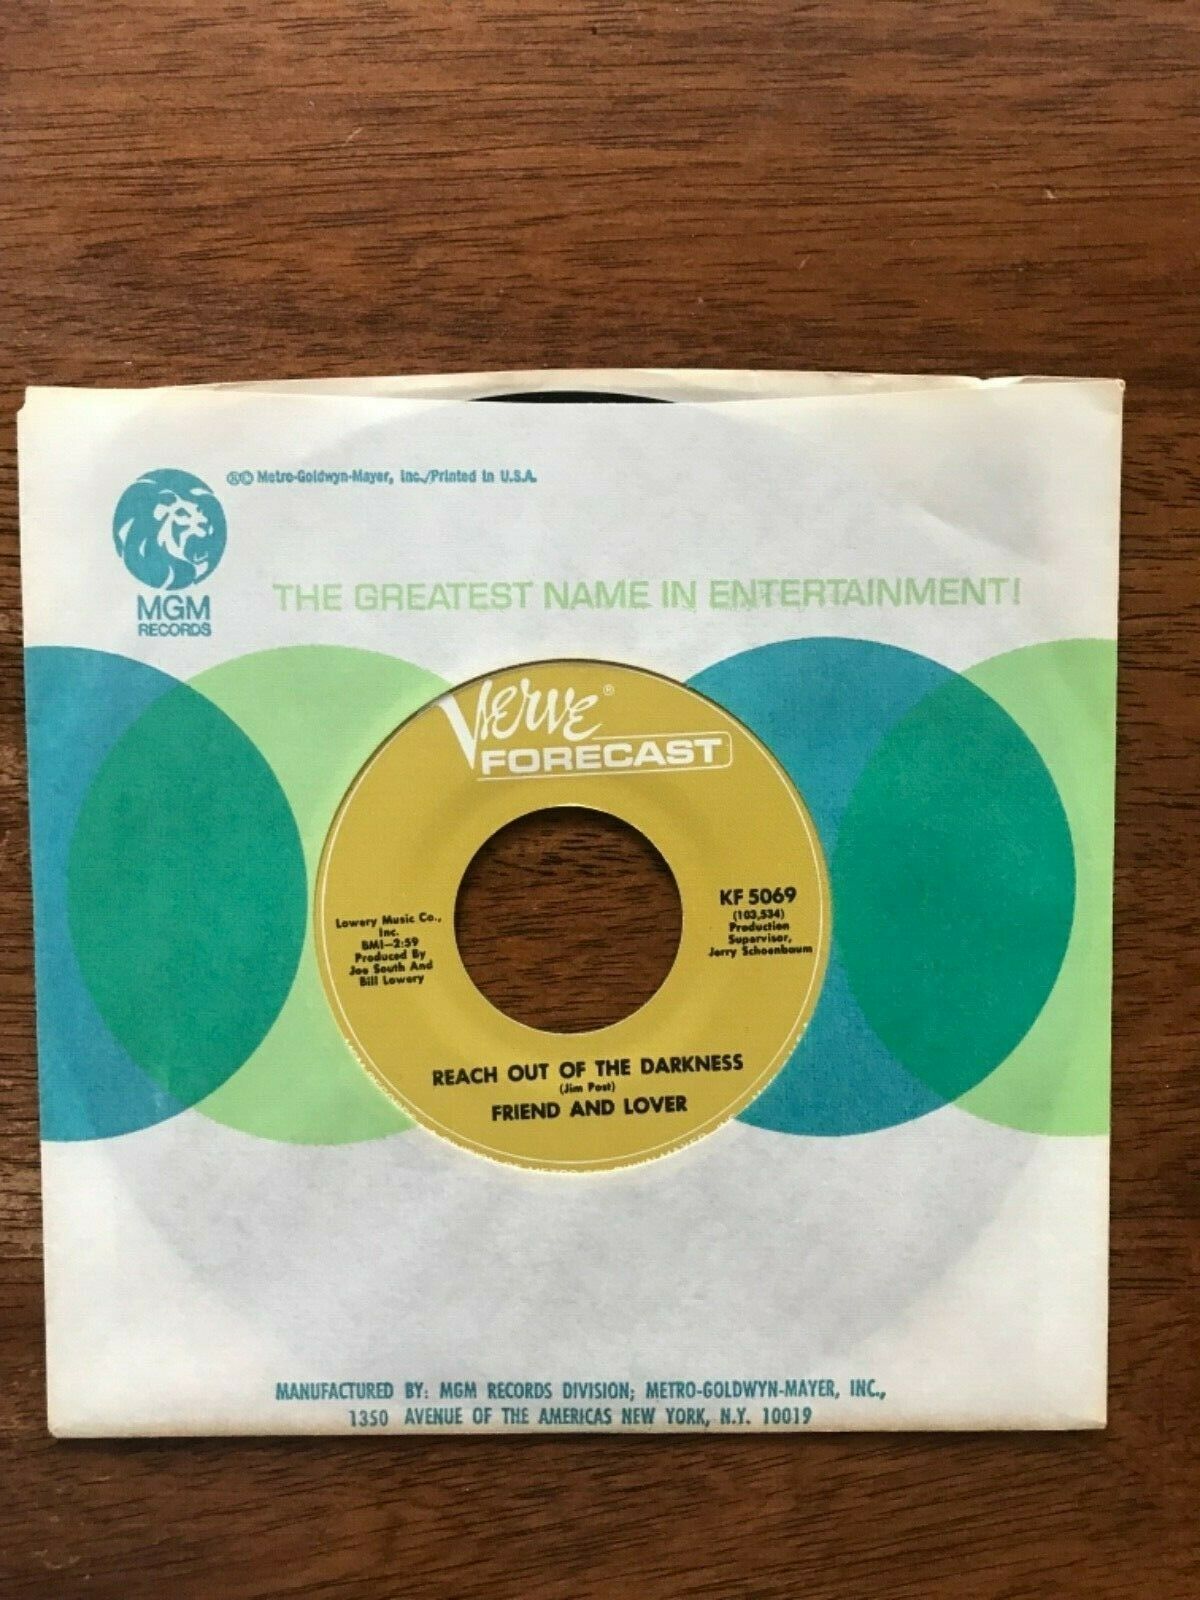 ®© Metro-Goldwyn-Mayer, Inc./Printed in U.S.A.
MGM
RECORDS
THE GREATEST NAME IN ENTERTAINMENT!
Verve®
FORECAST
Lowery Music Co.,
Inc.
BMI—2:59
Produced By
Joe South And
Bill Lowery
KF 5069
(103,534)
Production
Supervisor,
Jerry Schoenbaum
REACH OUT OF THE DARKNESS
(Jim Post)
FRIEND AND LOVER
MANUFACTURED BY: MGM RECORDS DIVISION; METRO-GOLDWYN-MAYER, INC.,
1350 AVENUE OF THE AMERICAS NEW YORK, N.Y. 10019